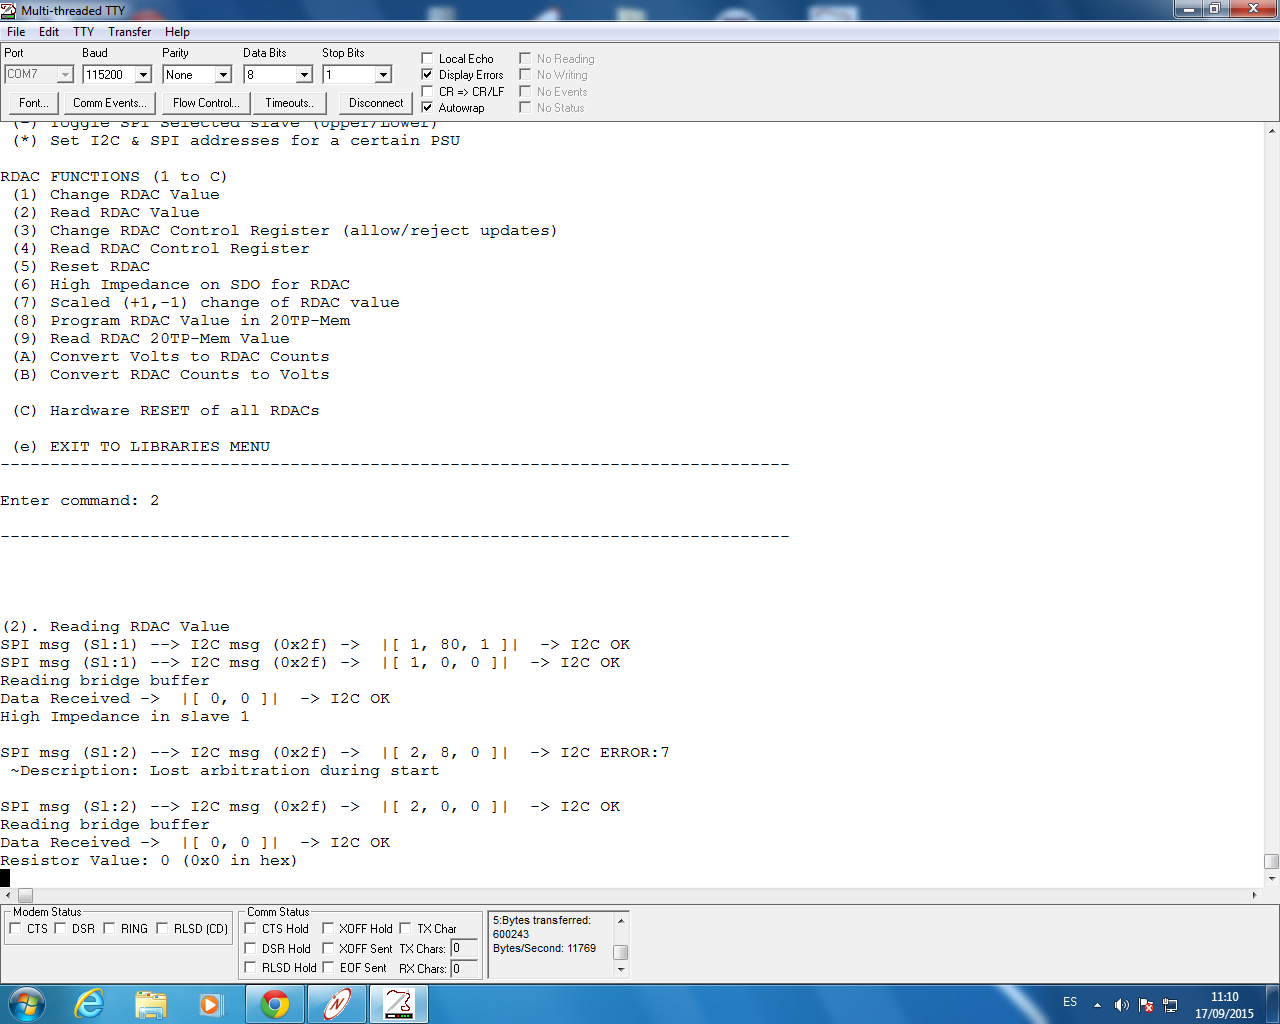 Multi-threaded TTY
File Edit TTY Transfer Help
Port Baud Parity Data Bits Stop Bits
COM7 115200 None 8 1
Font... Comm Events... Flow Control... Timeouts.. Disconnect
Local Echo No Reading
Display Errors No Writing
CR => CR/LF No Events
Autowrap No Status
(-) Toggle SPI Selected slave (Upper/Lower)
(*) Set I2C & SPI addresses for a certain PSU
RDAC FUNCTIONS (1 to C)
(1) Change RDAC Value
(2) Read RDAC Value
(3) Change RDAC Control Register (allow/reject updates)
(4) Read RDAC Control Register
(5) Reset RDAC
(6) High Impedance on SDO for RDAC
(7) Scaled (+1,-1) change of RDAC value
(8) Program RDAC Value in 20TP-Mem
(9) Read RDAC 20TP-Mem Value
(A) Convert Volts to RDAC Counts
(B) Convert RDAC Counts to Volts
(C) Hardware RESET of all RDACs
(e) EXIT TO LIBRARIES MENU
-------------------------------------------------------------------------------
Enter command: 2
-------------------------------------------------------------------------------
(2). Reading RDAC Value
SPI msg (Sl:1) --> I2C msg (0x2f) -> |[ 1, 80, 1 ]| -> I2C OK
SPI msg (Sl:1) --> I2C msg (0x2f) -> |[ 1, 0, 0 ]| -> I2C OK
Reading bridge buffer
Data Received -> |[ 0, 0 ]| -> I2C OK
High Impedance in slave 1
SPI msg (Sl:2) --> I2C msg (0x2f) -> |[ 2, 8, 0 ]| -> I2C ERROR:7
~Description: Lost arbitration during start
SPI msg (Sl:2) --> I2C msg (0x2f) -> |[ 2, 0, 0 ]| -> I2C OK
Reading bridge buffer
Data Received -> |[ 0, 0 ]| -> I2C OK
Resistor Value: 0 (0x0 in hex)
Modem Status
CTS DSR RING RLSD (CD)
Comm Status
CTS Hold XOFF Hold TX Char
DSR Hold XOFF Sent TX Chars: 0
RLSD Hold EOF Sent RX Chars: 0
5:Bytes transferred:
600243
Bytes/Second: 11769
ES
11:10
17/09/2015